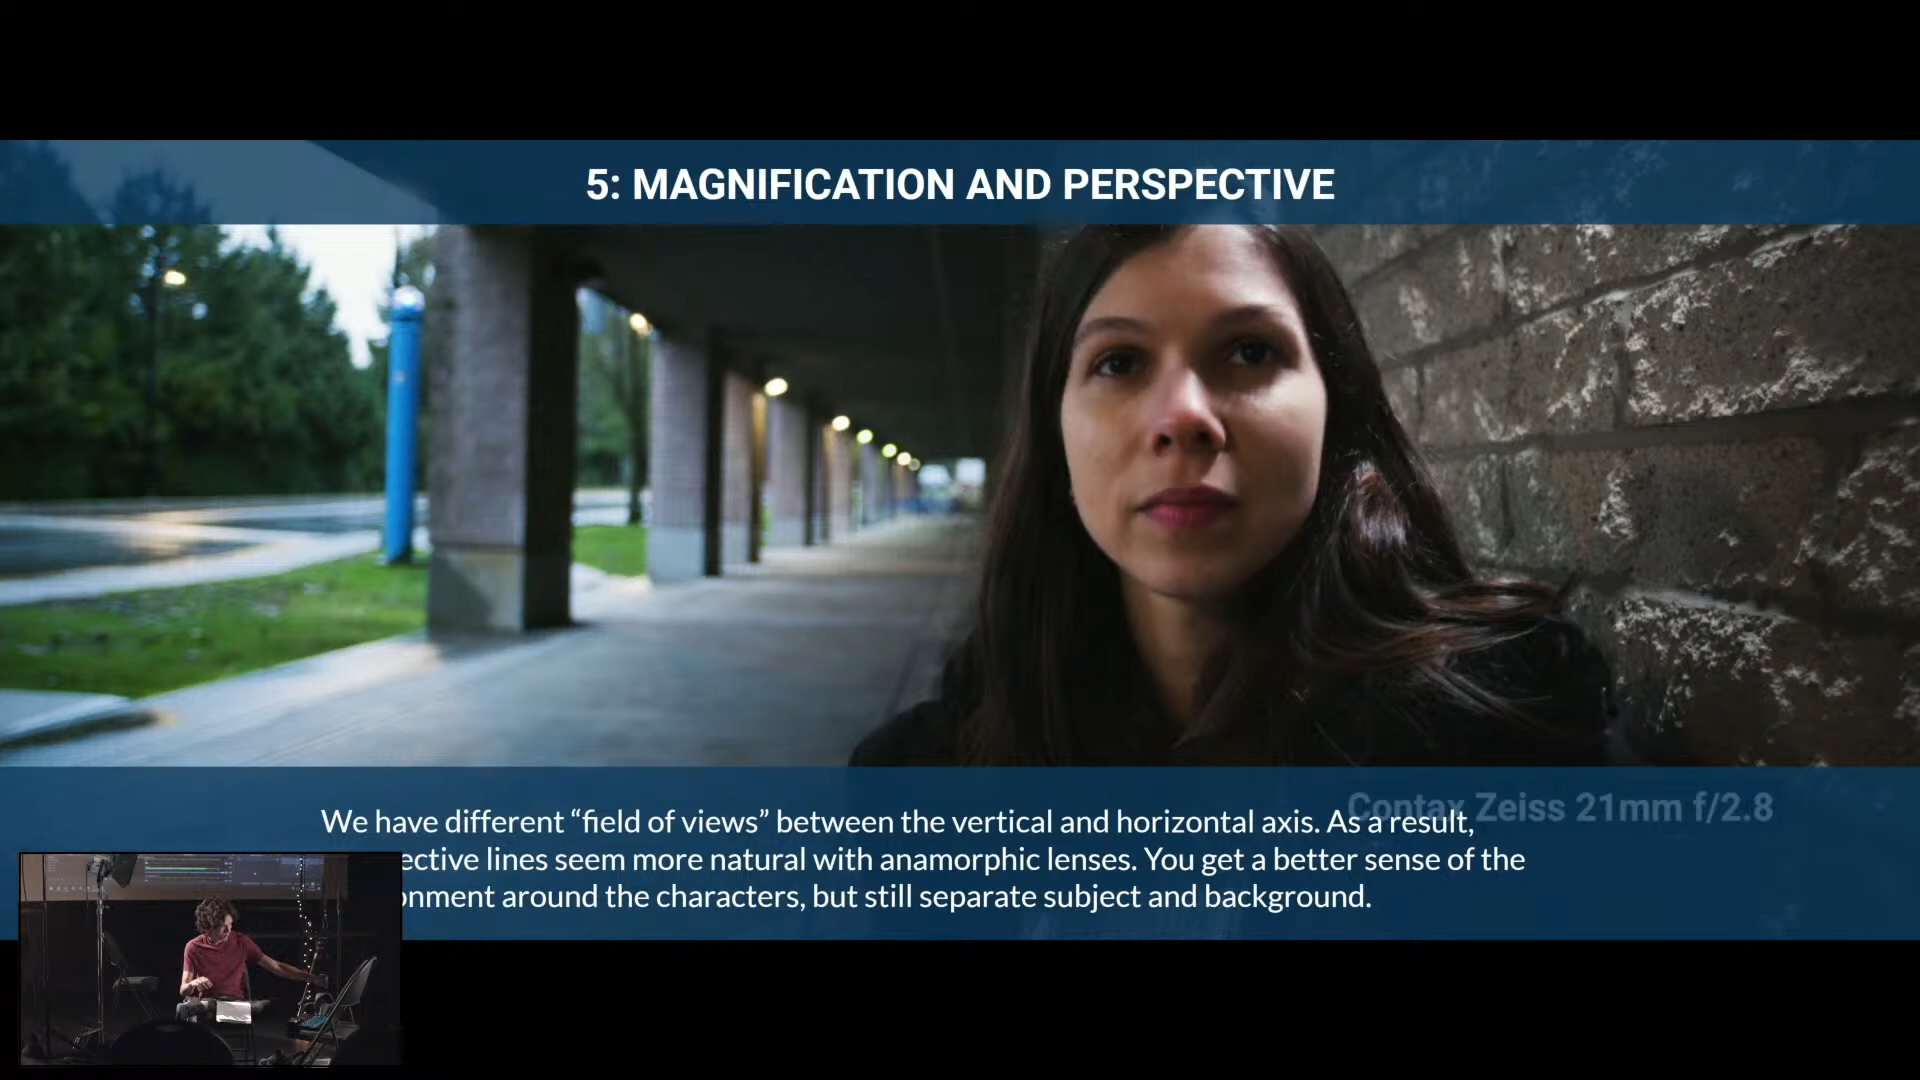 5: MAGNIFICATION AND PERSPECTIVE
Contax Zeiss 21mm f/2.8
We have different “field of views” between the vertical and horizontal axis. As a result,
ective lines seem more natural with anamorphic lenses. You get a better sense of the
onment around the characters, but still separate subject and background.